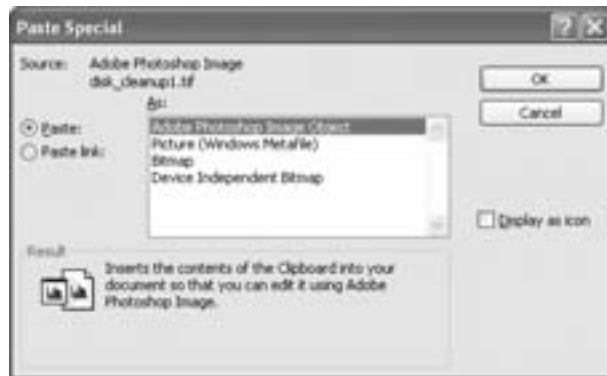 Paste Special
Source: Adobe Photoshop Image
disk_cleanup1.tif
As:
Paste:
Paste link:
Adobe Photoshop Image Object
Picture (Windows Metafile)
Bitmap
Device Independent Bitmap
OK
Cancel
Display as icon
Result
Inserts the contents of the Clipboard into your
document so that you can edit it using Adobe
Photoshop Image.